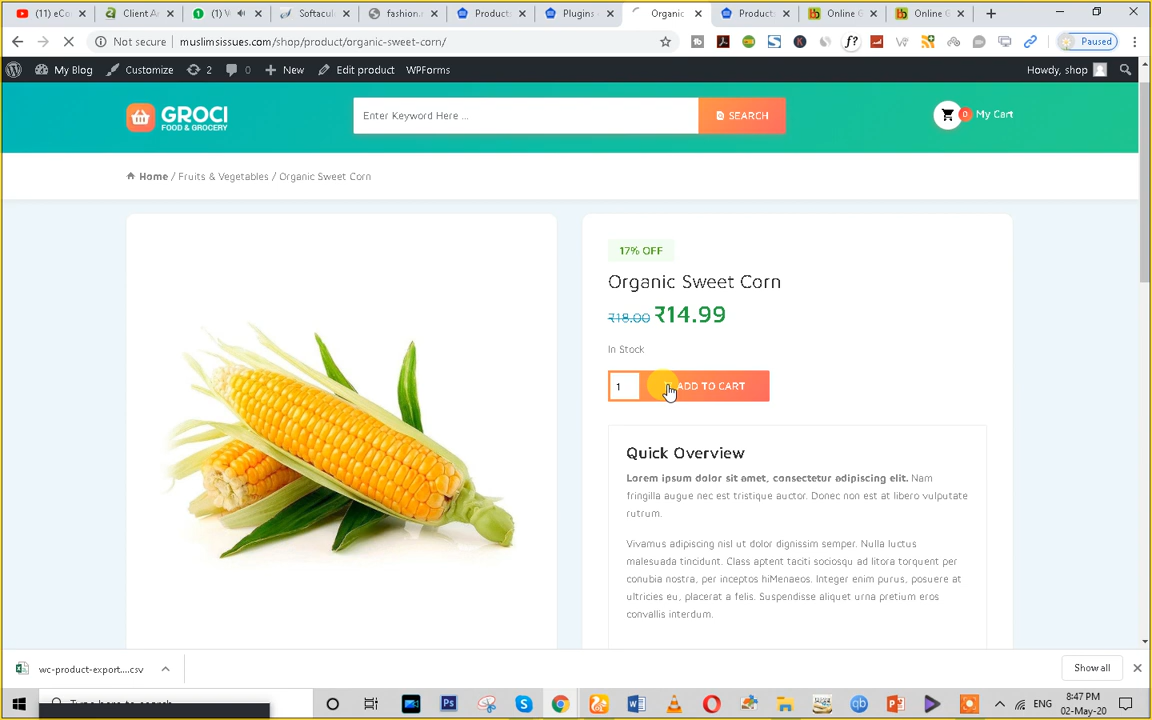 (11) eCo
Client A
(1) V
Softacul
fashion.
Products
Plugins
Organic
Products
Online G
Online G
Not secure | muslimsissues.com/shop/product/organic-sweet-corn/
Paused
My Blog Customize 2 0 New Edit product WPForms Howdy, shop
GROCI
FOOD & GROCERY
Enter Keyword Here ...
SEARCH
0 My Cart
Home / Fruits & Vegetables / Organic Sweet Corn
17% OFF
Organic Sweet Corn
₹18.00 ₹14.99
In Stock
1 ADD TO CART
Quick Overview
Lorem ipsum dolor sit amet, consectetur adipiscing elit. Nam
fringilla augue nec est tristique auctor. Donec non est at libero vulputate
rutrum.
Vivamus adipiscing nisl ut dolor dignissim semper. Nulla luctus
malesuada tincidunt. Class aptent taciti sociosqu ad litora torquent per
conubia nostra, per inceptos hiMenaeos. Integer enim purus, posuere at
ultricies eu, placerat a felis. Suspendisse aliquet urna pretium eros
convallis interdum.
wc-product-export....csv
Show all
ENG
8:47 PM
02-May-20